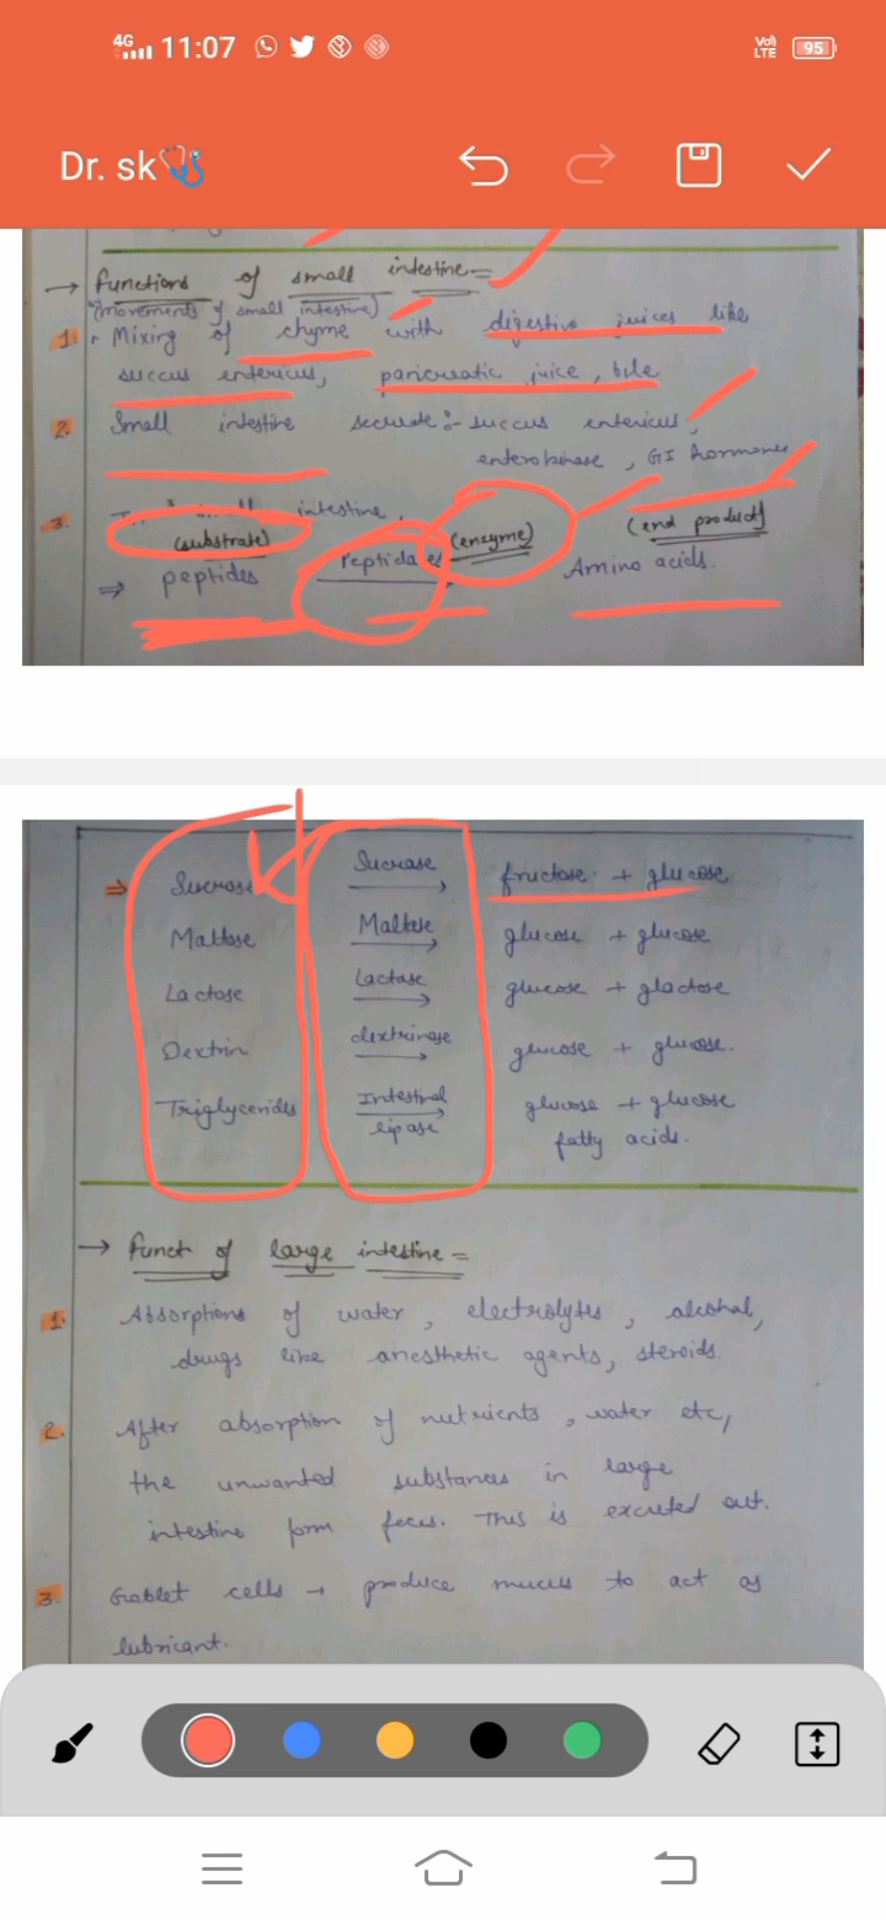 4G 11:07 Vo)) LTE 95
Dr. sk🩺
→ functions of small intestine =
(movements of small intestine)
1. Mixing of chyme with digestive juices like
succus entericus, pancreatic juice, bile
2. Small intestine secrete :- succus entericus,
enterokinase, GI hormones
3. intestine,
(substrate) (enzyme) (end product)
⇒ peptides peptidases Amino acids.
⇒ Sucrose Sucrase → fructose + glucose
Maltose Maltase → glucose + glucose
Lactose Lactase → glucose + glactose
Dextrin dextrinase → glucose + glucose.
Triglycerides Intestinal lipase → glucose + glucose
fatty acids.
→ funct of large intestine =
1. Absorptions of water, electrolytes, alcohal,
drugs like anesthetic agents, steroids.
2. After absorption of nutrients, water etc,
the unwanted substances in large
intestine form feces. This is excreted out.
3. Goblet cells → produce mucus to act as
lubricant.